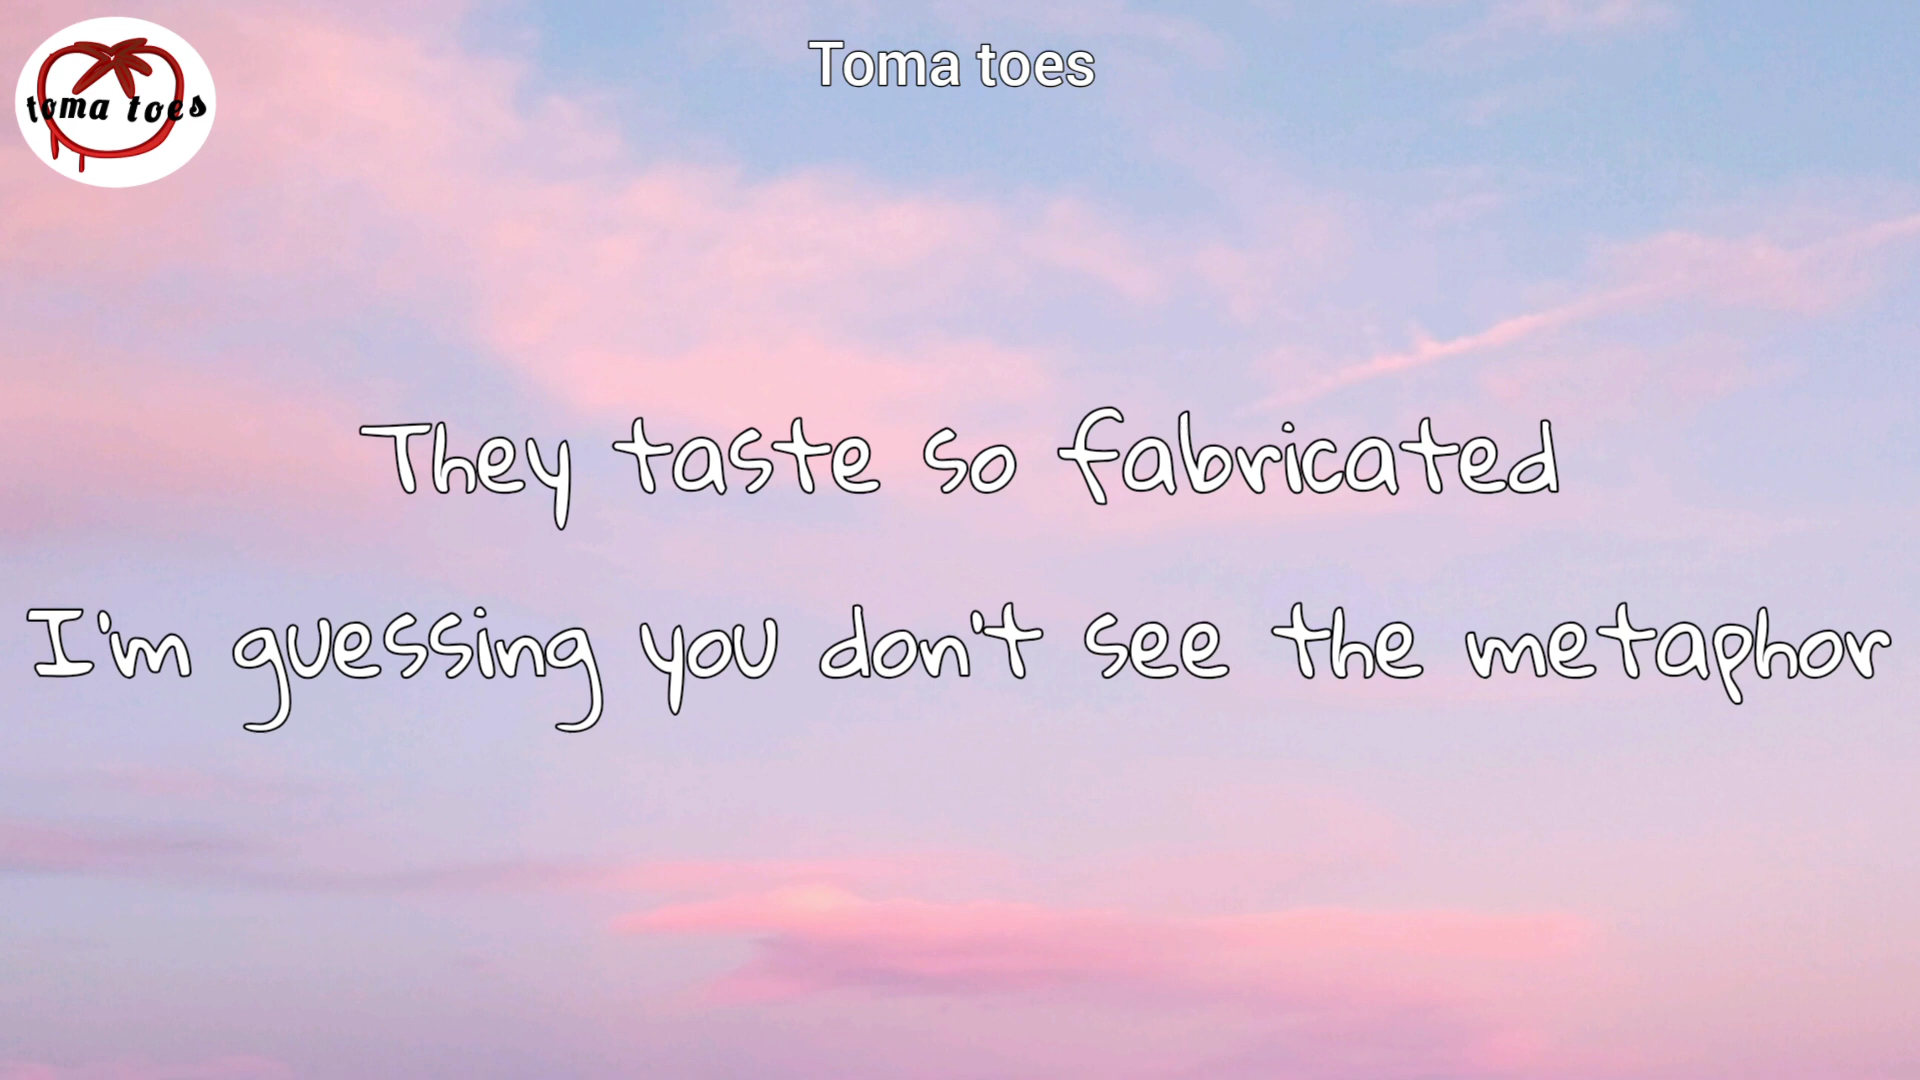 toma toes
Toma toes
They taste so fabricated
I'm guessing you don't see the metaphor